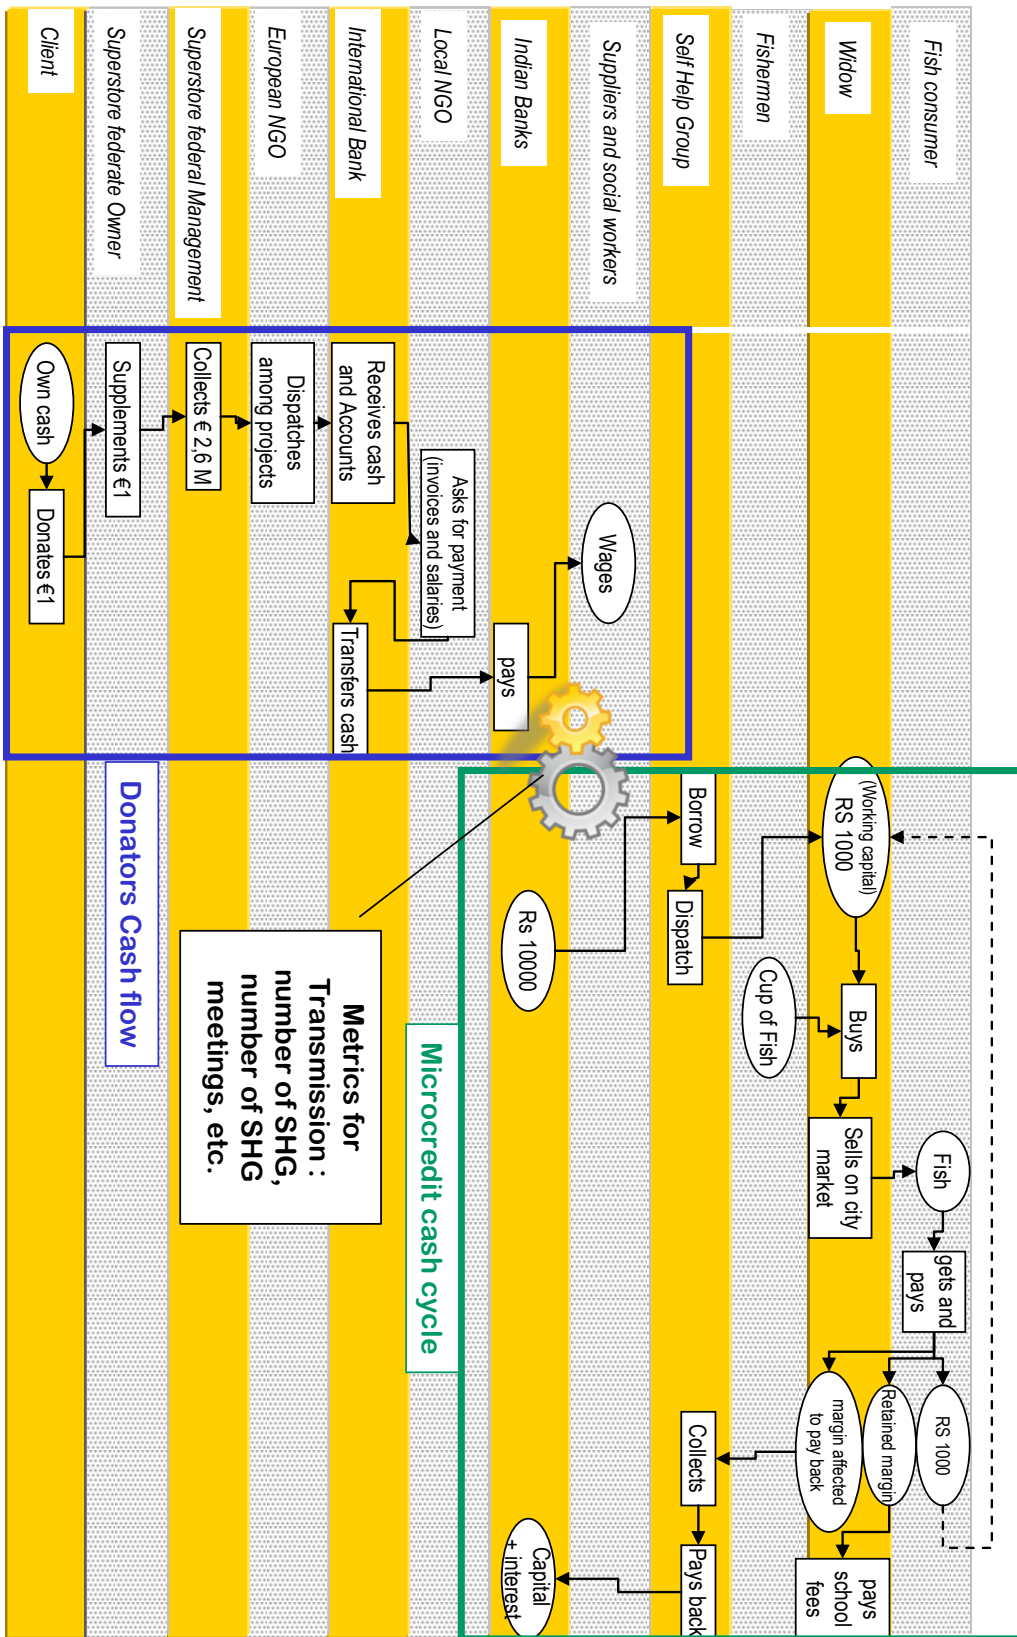 Fish consumer
Widow
Fishermen
Self Help Group
Suppliers and social workers
Indian Banks
Local NGO
International Bank
European NGO
Superstore federal Management
Superstore federate Owner
Client
Own cash
Donates €1
Supplements €1
Collects € 2,6 M
Dispatches
among projects
Receives cash
and Accounts
Asks for payment
(invoices and salaries)
Transfers cash
pays
Wages
Donators Cash flow
Metrics for
Transmission :
number of SHG,
number of SHG
meetings, etc.
Microcredit cash cycle
Rs 10000
Borrow
Dispatch
(Working capital)
RS 1000
Cup of Fish
Buys
Sells on city
market
Fish
gets and
pays
RS 1000
Retained margin
margin affected
to pay back
Collects
Pays back
Capital
+ interest
pays
school
fees